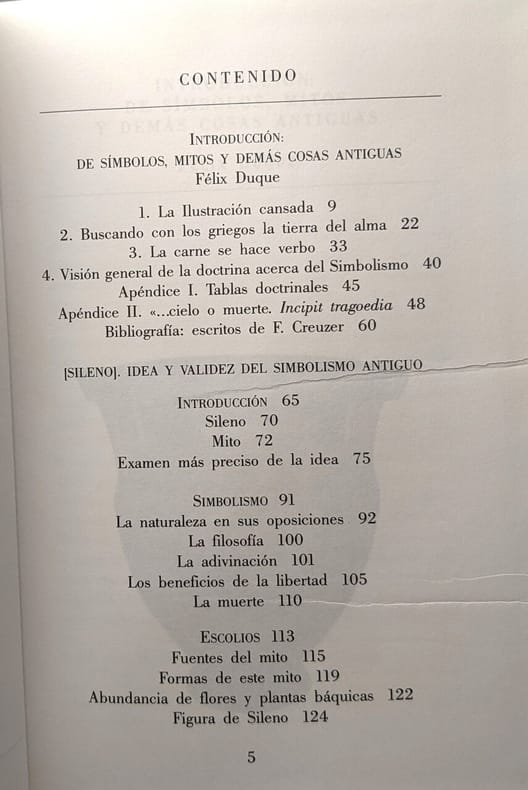 CONTENIDO
INTRODUCCIÓN:
DE SÍMBOLOS, MITOS Y DEMÁS COSAS ANTIGUAS
Félix Duque
1. La Ilustración cansada 9
2. Buscando con los griegos la tierra del alma 22
3. La carne se hace verbo 33
4. Visión general de la doctrina acerca del Simbolismo 40
Apéndice I. Tablas doctrinales 45
Apéndice II. «...cielo o muerte. Incipit tragoedia 48
Bibliografía: escritos de F. Creuzer 60
[SILENO]. IDEA Y VALIDEZ DEL SIMBOLISMO ANTIGUO
INTRODUCCIÓN 65
Sileno 70
Mito 72
Examen más preciso de la idea 75
SIMBOLISMO 91
La naturaleza en sus oposiciones 92
La filosofía 100
La adivinación 101
Los beneficios de la libertad 105
La muerte 110
ESCOLIOS 113
Fuentes del mito 115
Formas de este mito 119
Abundancia de flores y plantas báquicas 122
Figura de Sileno 124
5